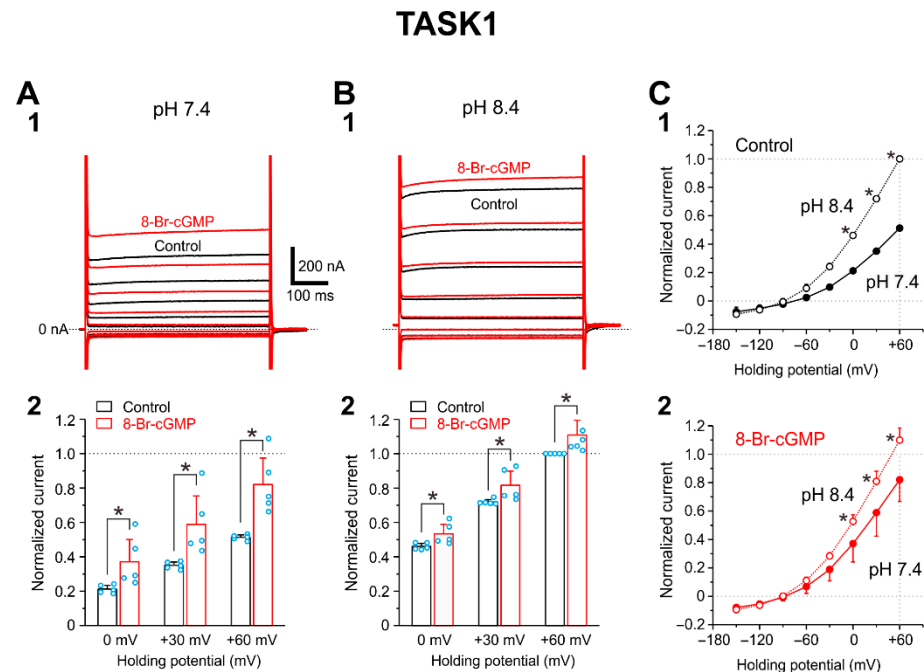 TASK1
A
1
pH 7.4
8-Br-cGMP
Control
200 nA
100 ms
0 nA
B
1
pH 8.4
8-Br-cGMP
Control
C
1
Control
pH 8.4
pH 7.4
*
*
*
Normalized current
1.0
0.8
0.6
0.4
0.2
0
−0.2
−180 −120 −60 0 +60
Holding potential (mV)
2
Control
8-Br-cGMP
Normalized current
1.2
1.0
0.8
0.6
0.4
0.2
*
*
*
0 mV +30 mV +60 mV
Holding potential (mV)
2
Control
8-Br-cGMP
Normalized current
1.2
1.0
0.8
0.6
0.4
0.2
0
*
*
*
0 mV +30 mV +60 mV
Holding potential (mV)
2
8-Br-cGMP
pH 8.4
pH 7.4
*
*
*
Normalized current
1.0
0.8
0.6
0.4
0.2
0
−0.2
−180 −120 −60 0 +60
Holding potential (mV)